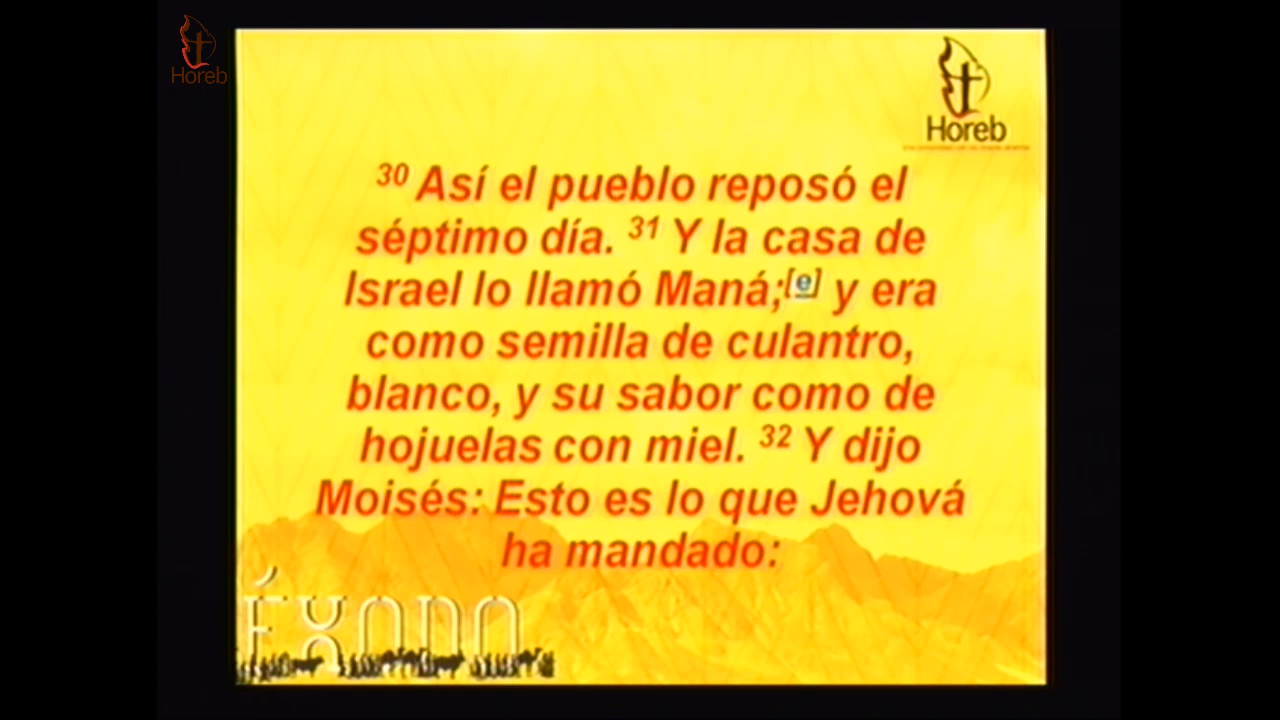 Horeb
Horeb
30 Así el pueblo reposó el
séptimo día. 31 Y la casa de
Israel lo llamó Maná;[e] y era
como semilla de culantro,
blanco, y su sabor como de
hojuelas con miel. 32 Y dijo
Moisés: Esto es lo que Jehová
ha mandado:
ÉXODO